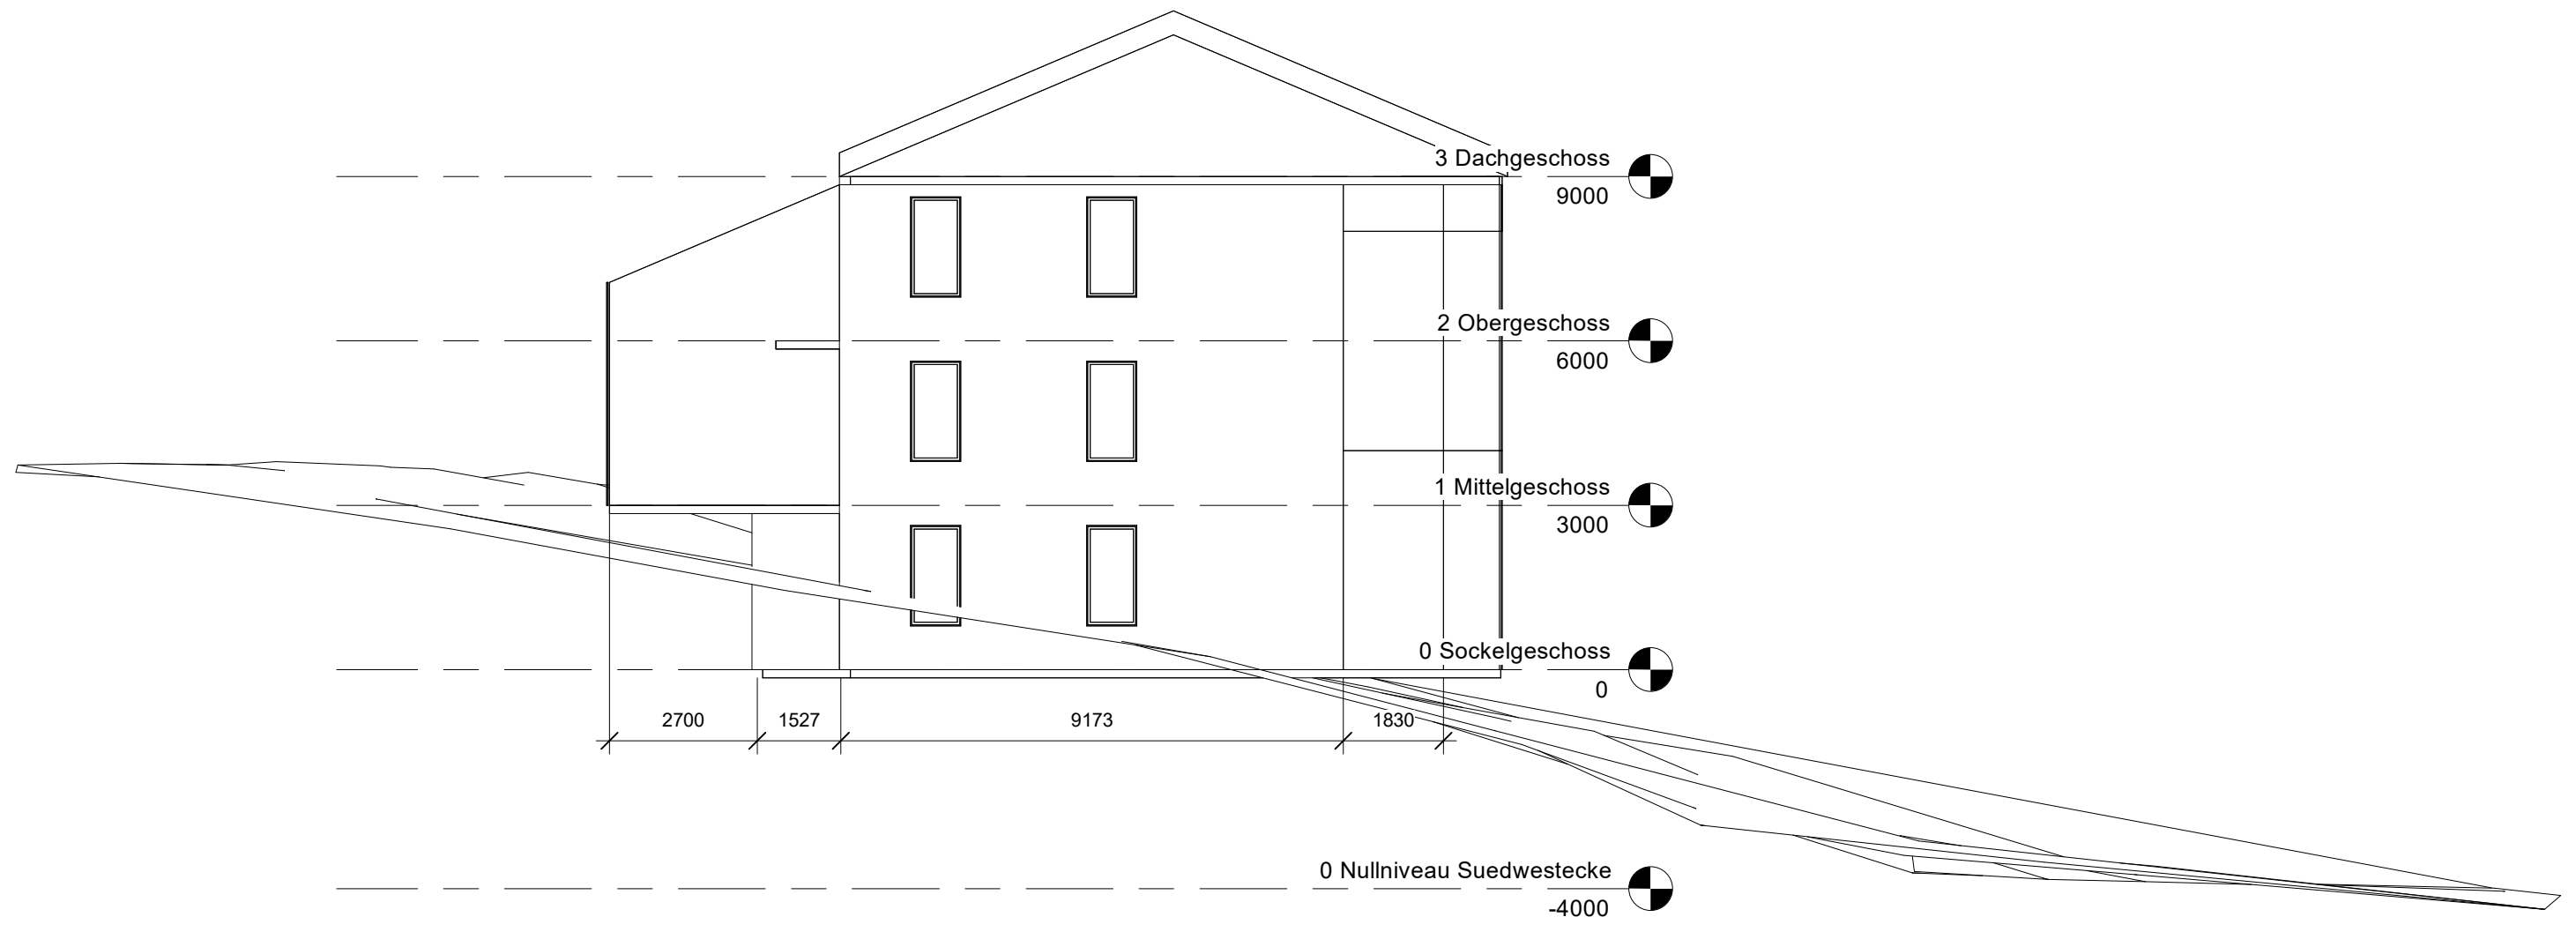 3 Dachgeschoss
9000
2 Obergeschoss
6000
1 Mittelgeschoss
3000
0 Sockelgeschoss
0
2700 1527 9173 1830
0 Nullniveau Suedwestecke
-4000